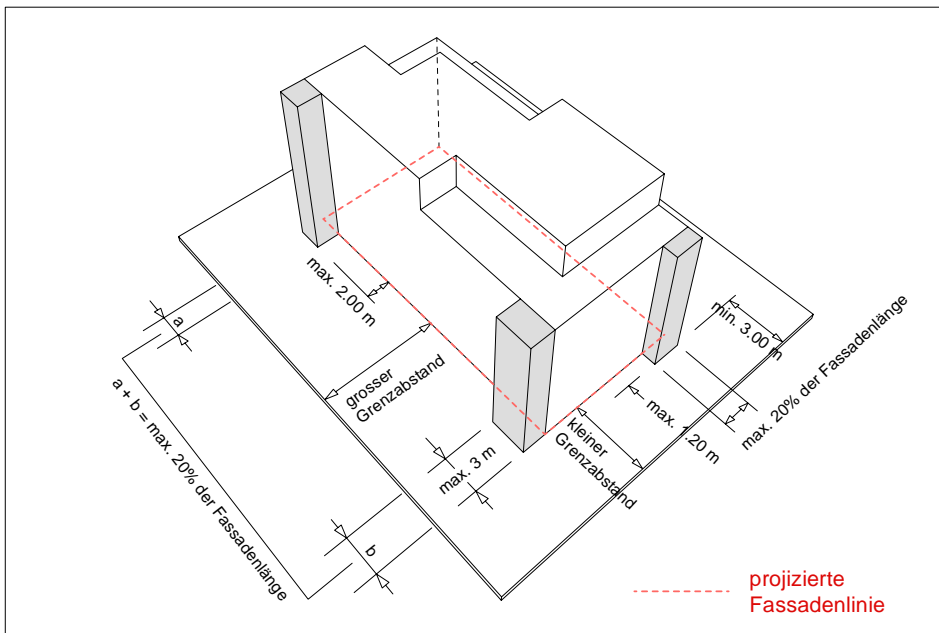 max. 2.00 m
min. 3.00 m
a
grosser
Grenzabstand
max. 20% der Fassadenlänge
max. 1.20 m
kleiner
Grenzabstand
max. 3 m
a + b = max. 20% der Fassadenlänge
b
projizierte
Fassadenlinie